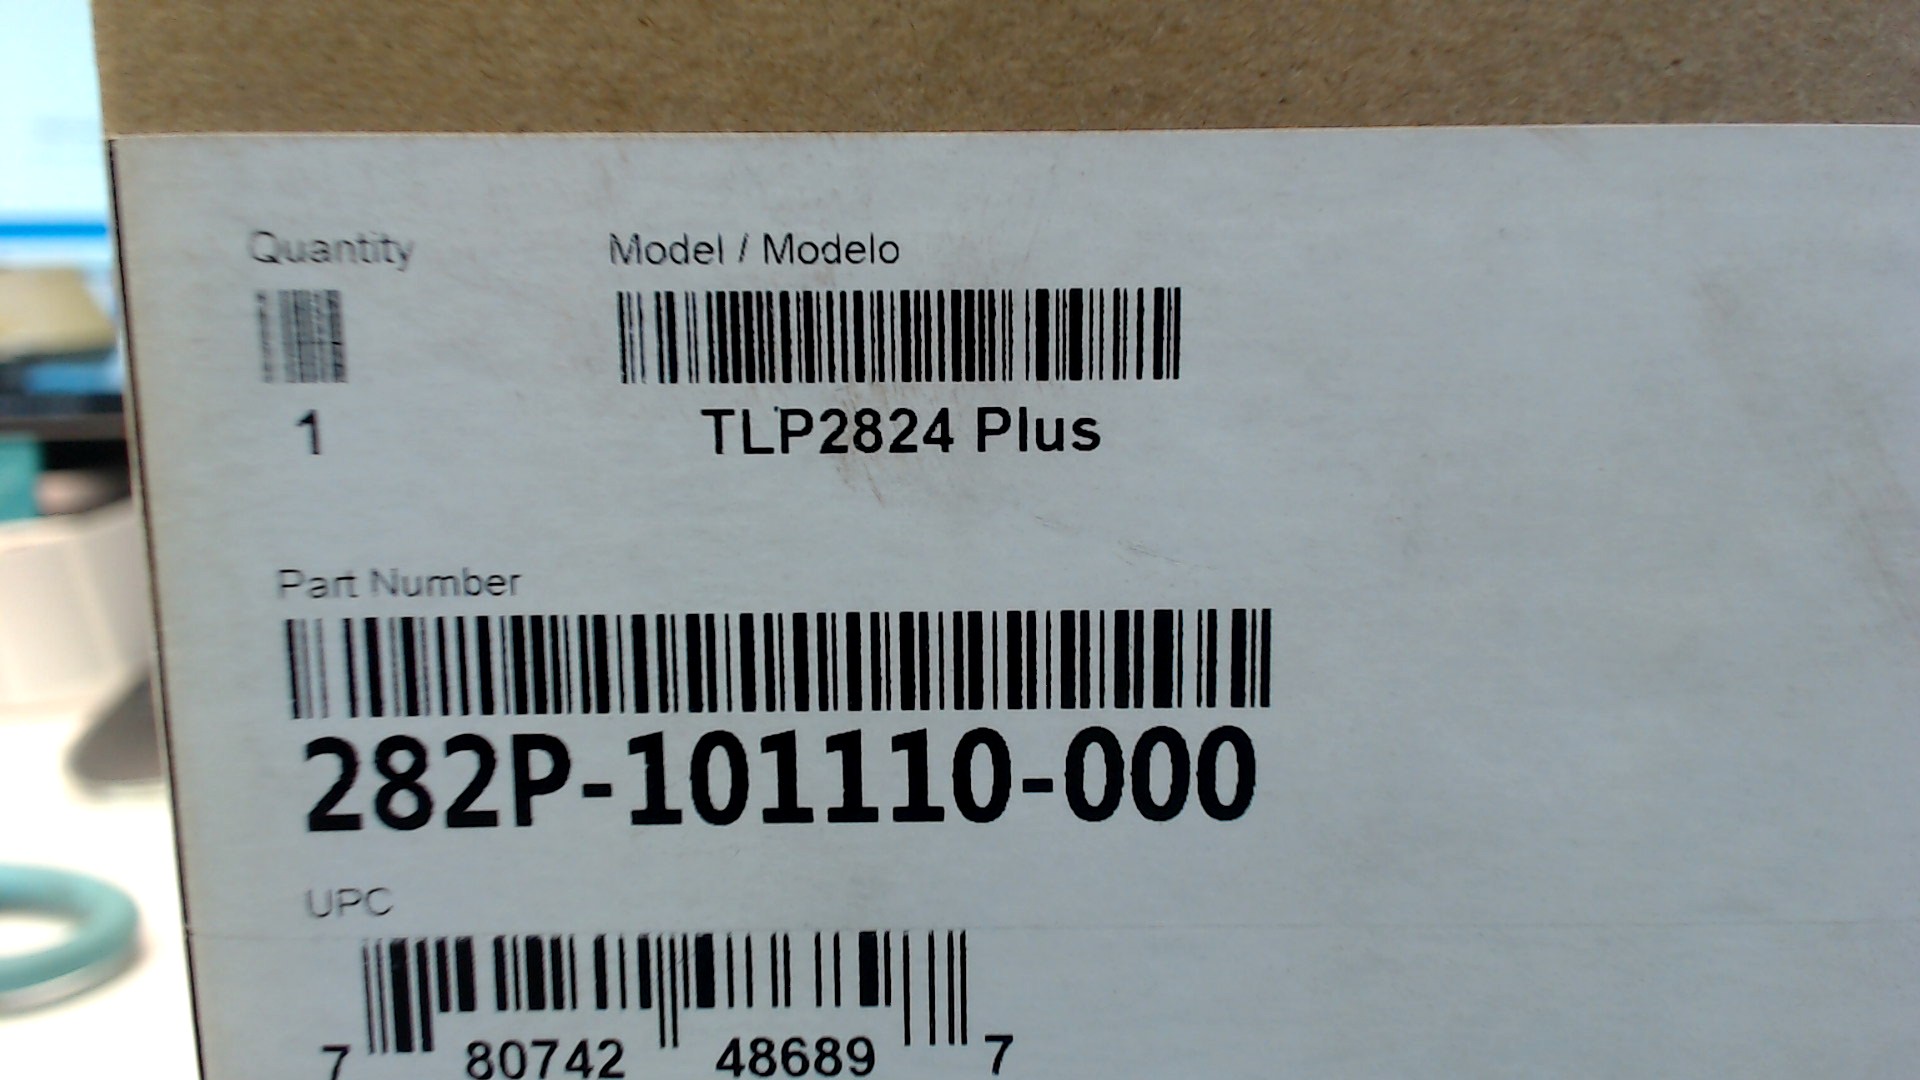 Quantity
Model / Modelo
1
TLP2824 Plus
Part Number
282P-101110-000
UPC
7 80742 48689 7